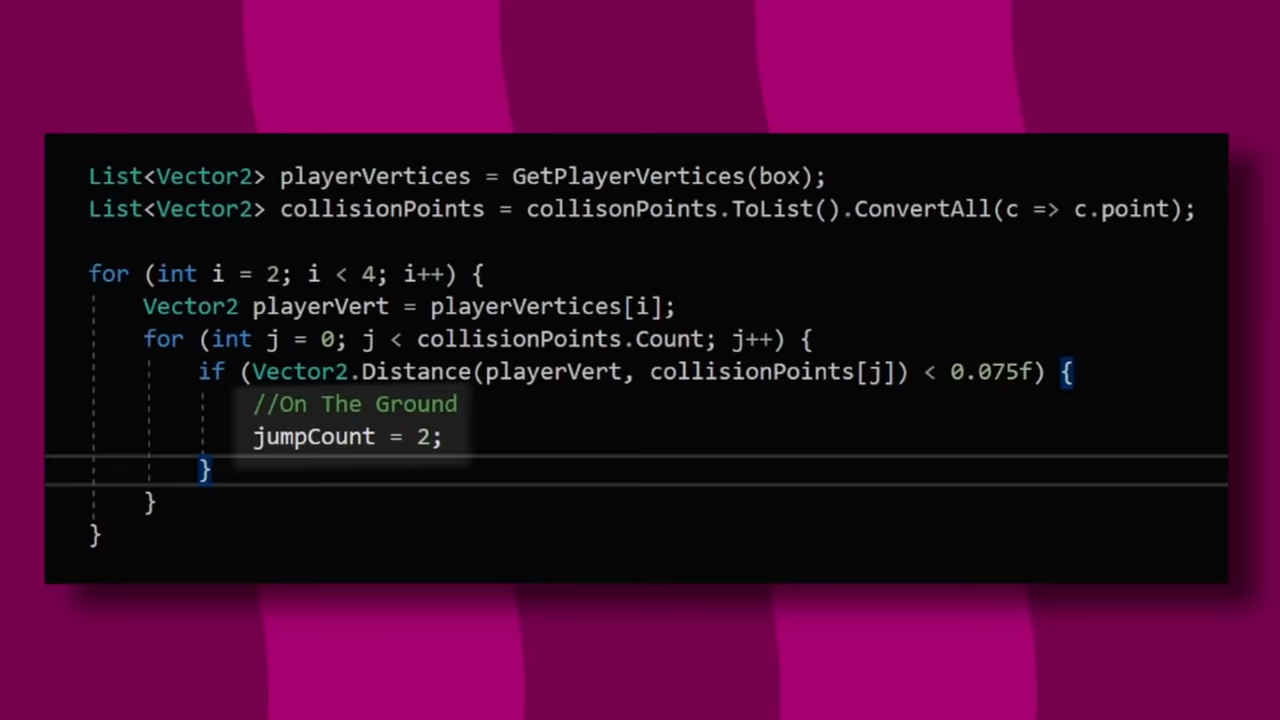 List<Vector2> playerVertices = GetPlayerVertices(box);
List<Vector2> collisionPoints = collisonPoints.ToList().ConvertAll(c => c.point);
for (int i = 2; i < 4; i++) {
Vector2 playerVert = playerVertices[i];
for (int j = 0; j < collisionPoints.Count; j++) {
if (Vector2.Distance(playerVert, collisionPoints[j]) < 0.075f) {
//On The Ground
jumpCount = 2;
}
}
}